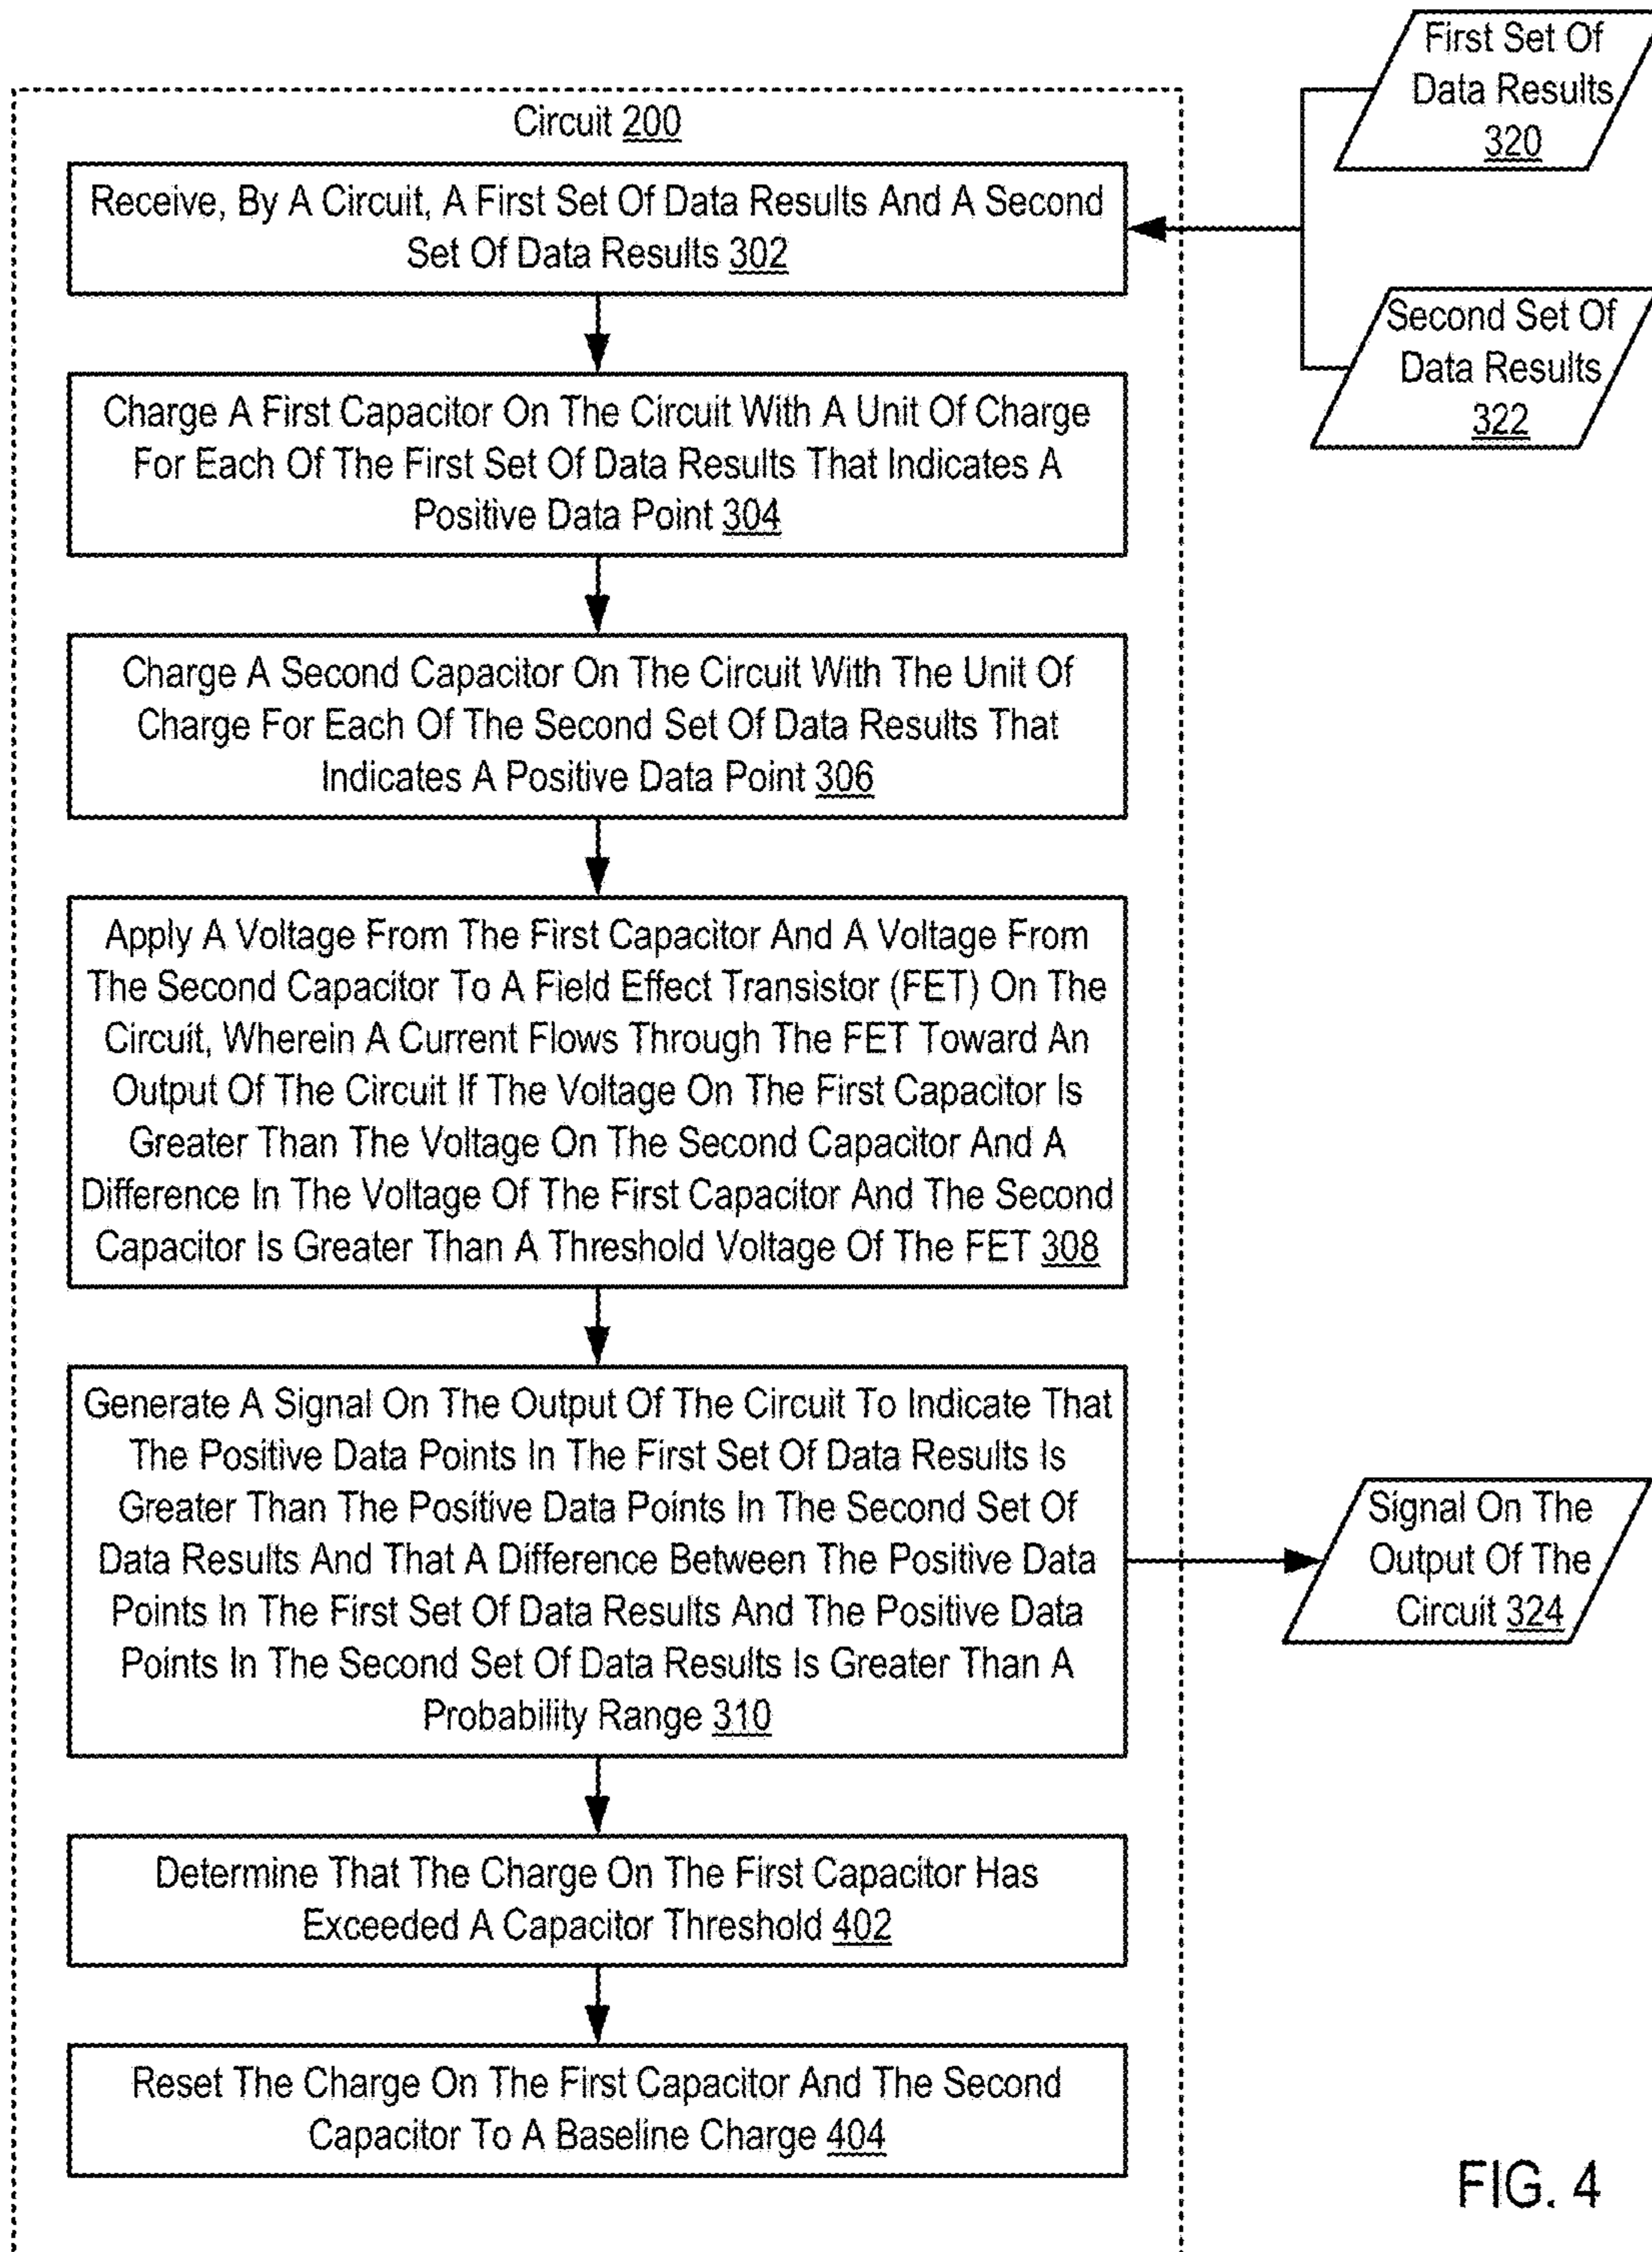 First Set Of
Data Results
320
Circuit 200
Receive, By A Circuit, A First Set Of Data Results And A Second
Set Of Data Results 302
Second Set Of
Data Results
322
Charge A First Capacitor On The Circuit With A Unit Of Charge
For Each Of The First Set Of Data Results That Indicates A
Positive Data Point 304
Charge A Second Capacitor On The Circuit With The Unit Of
Charge For Each Of The Second Set Of Data Results That
Indicates A Positive Data Point 306
Apply A Voltage From The First Capacitor And A Voltage From
The Second Capacitor To A Field Effect Transistor (FET) On The
Circuit, Wherein A Current Flows Through The FET Toward An
Output Of The Circuit If The Voltage On The First Capacitor Is
Greater Than The Voltage On The Second Capacitor And A
Difference In The Voltage Of The First Capacitor And The Second
Capacitor Is Greater Than A Threshold Voltage Of The FET 308
Generate A Signal On The Output Of The Circuit To Indicate That
The Positive Data Points In The First Set Of Data Results Is
Greater Than The Positive Data Points In The Second Set Of
Data Results And That A Difference Between The Positive Data
Points In The First Set Of Data Results And The Positive Data
Points In The Second Set Of Data Results Is Greater Than A
Probability Range 310
Signal On The
Output Of The
Circuit 324
Determine That The Charge On The First Capacitor Has
Exceeded A Capacitor Threshold 402
Reset The Charge On The First Capacitor And The Second
Capacitor To A Baseline Charge 404
FIG. 4